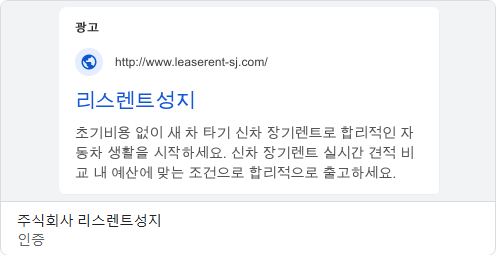 광고
http://www.leaserent-sj.com/
리스렌트성지
초기비용 없이 새 차 타기 신차 장기렌트로 합리적인 자
동차 생활을 시작하세요. 신차 장기렌트 실시간 견적 비
교 내 예산에 맞는 조건으로 합리적으로 출고하세요.
주식회사 리스렌트성지
인증